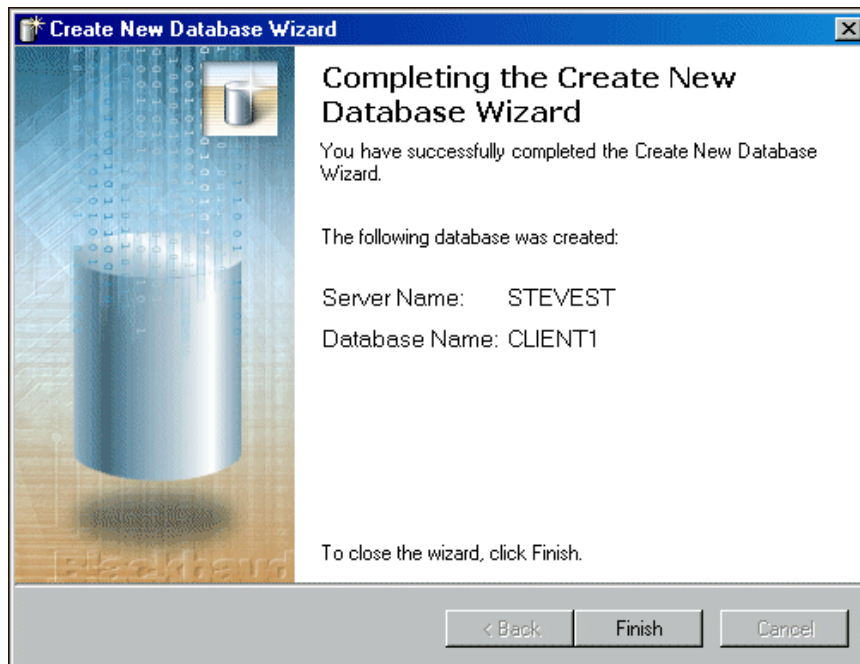 Create New Database Wizard
Completing the Create New
Database Wizard
You have successfully completed the Create New Database
Wizard.
The following database was created:
Server Name: STEVEST
Database Name: CLIENT1
To close the wizard, click Finish.
Blackbaud
< Back
Finish
Cancel